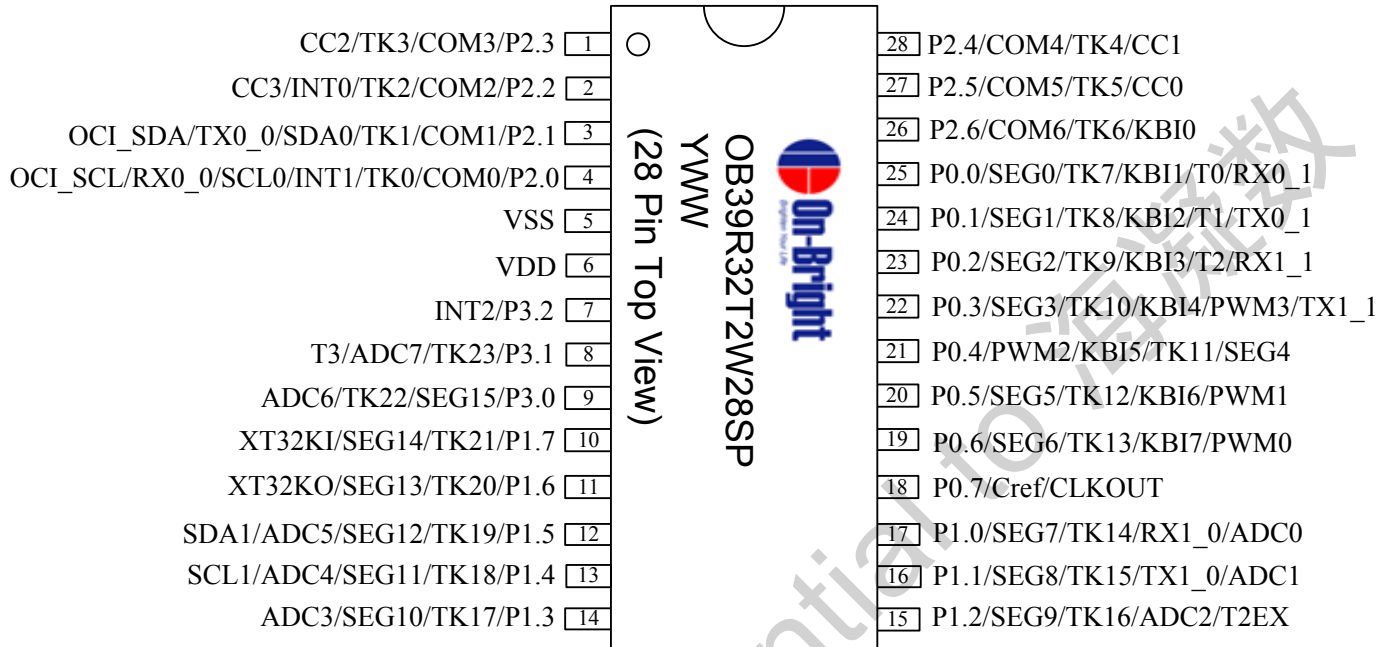 CC2/TK3/COM3/P2.3 1
CC3/INT0/TK2/COM2/P2.2 2
OCI_SDA/TX0_0/SDA0/TK1/COM1/P2.1 3
OCI_SCL/RX0_0/SCL0/INT1/TK0/COM0/P2.0 4
VSS 5
VDD 6
INT2/P3.2 7
T3/ADC7/TK23/P3.1 8
ADC6/TK22/SEG15/P3.0 9
XT32KI/SEG14/TK21/P1.7 10
XT32KO/SEG13/TK20/P1.6 11
SDA1/ADC5/SEG12/TK19/P1.5 12
SCL1/ADC4/SEG11/TK18/P1.4 13
ADC3/SEG10/TK17/P1.3 14
On-Bright
Brighten Your Life
OB39R32T2W28SP
YWW
(28 Pin Top View)
28 P2.4/COM4/TK4/CC1
27 P2.5/COM5/TK5/CC0
26 P2.6/COM6/TK6/KBI0
25 P0.0/SEG0/TK7/KBI1/T0/RX0_1
24 P0.1/SEG1/TK8/KBI2/T1/TX0_1
23 P0.2/SEG2/TK9/KBI3/T2/RX1_1
22 P0.3/SEG3/TK10/KBI4/PWM3/TX1_1
21 P0.4/PWM2/KBI5/TK11/SEG4
20 P0.5/SEG5/TK12/KBI6/PWM1
19 P0.6/SEG6/TK13/KBI7/PWM0
18 P0.7/Cref/CLKOUT
17 P1.0/SEG7/TK14/RX1_0/ADC0
16 P1.1/SEG8/TK15/TX1_0/ADC1
15 P1.2/SEG9/TK16/ADC2/T2EX
ntial to 海凝数